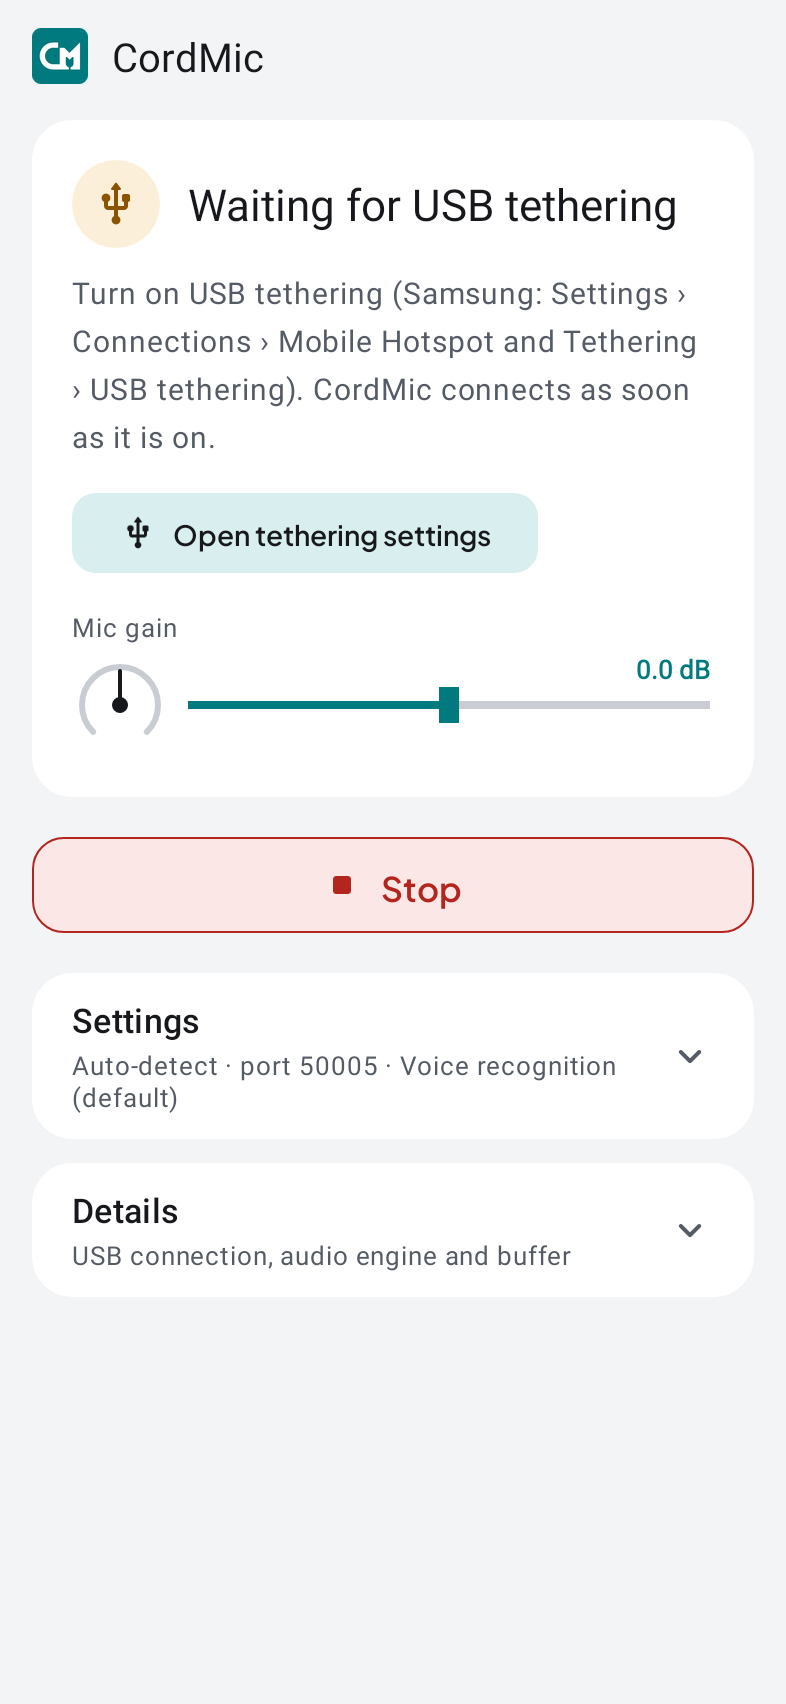 CM CordMic
Waiting for USB tethering
Turn on USB tethering (Samsung: Settings ›
Connections › Mobile Hotspot and Tethering
› USB tethering). CordMic connects as soon
as it is on.
Open tethering settings
Mic gain
0.0 dB
Stop
Settings
Auto-detect · port 50005 · Voice recognition
(default)
Details
USB connection, audio engine and buffer